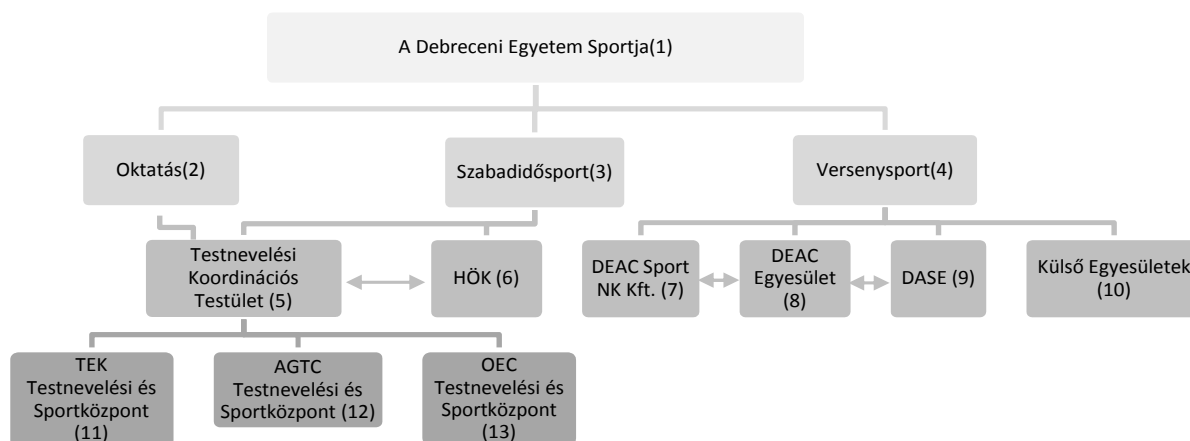 A Debreceni Egyetem Sportja(1)
Oktatás(2)
Szabadidősport(3)
Versenysport(4)
Testnevelési
Koordinációs
Testület (5)
HÖK (6)
DEAC Sport
NK Kft. (7)
DEAC
Egyesület
(8)
DASE (9)
Külső Egyesületek
(10)
TEK
Testnevelési és
Sportközpont
(11)
AGTC
Testnevelési és
Sportközpont (12)
OEC
Testnevelési és
Sportközpont
(13)